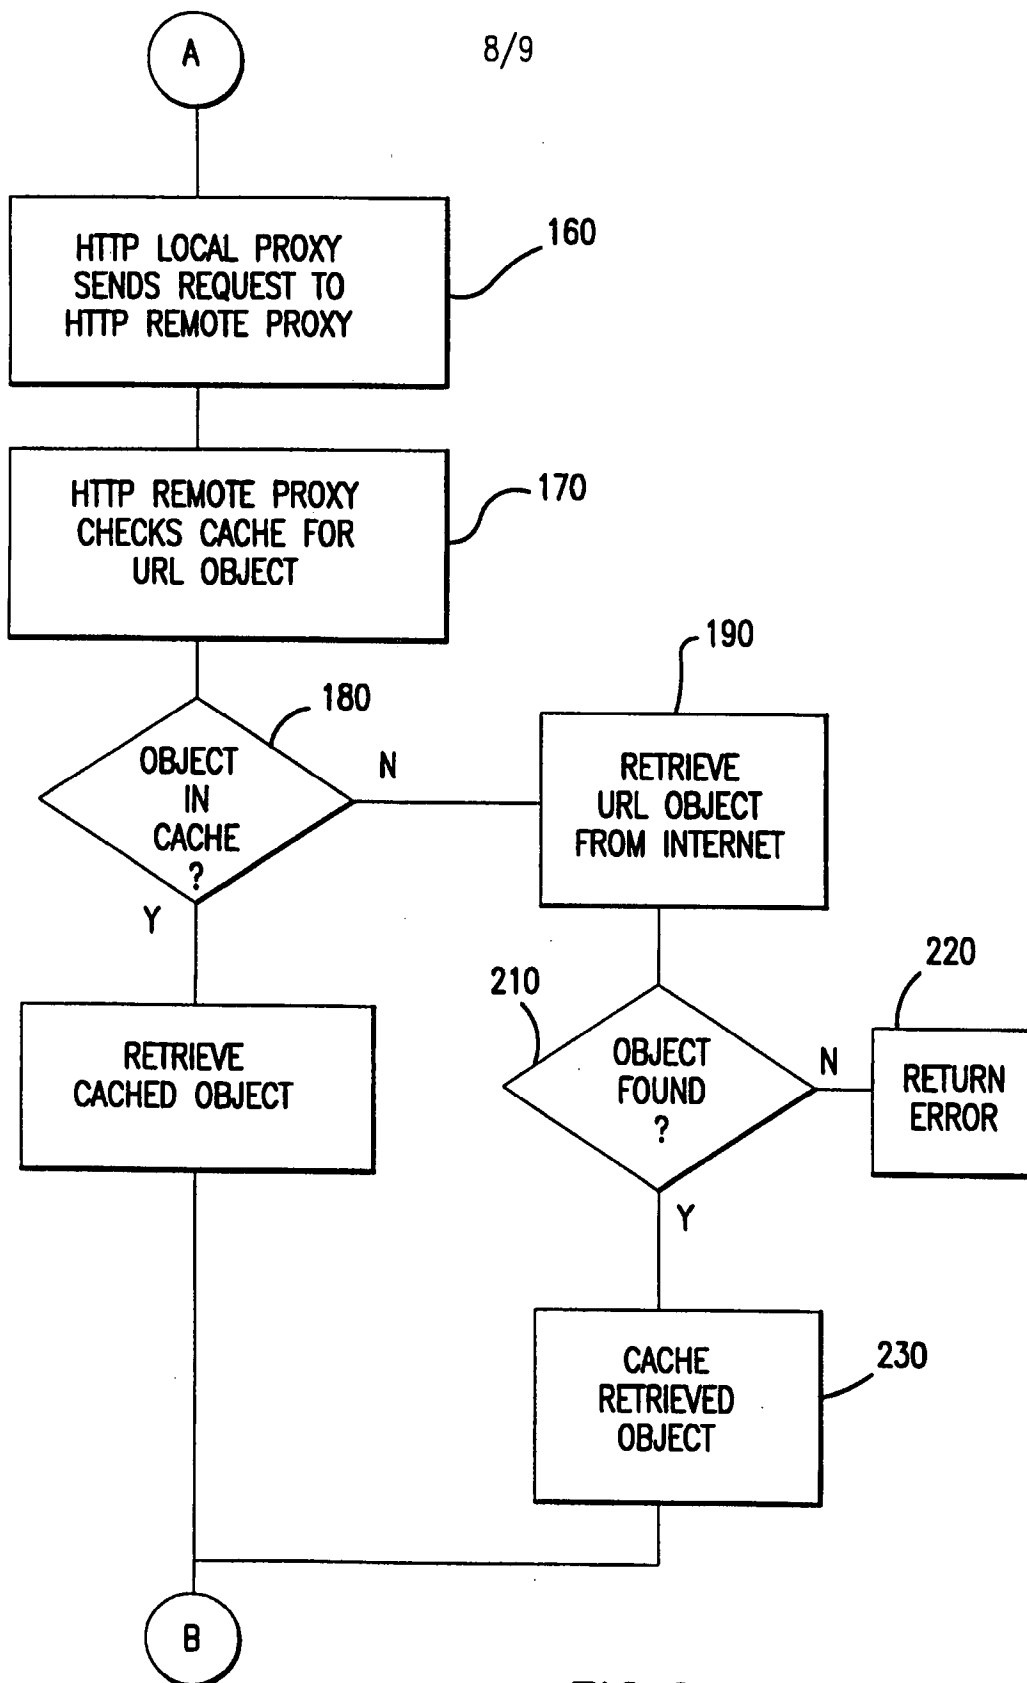 A
8/9
HTTP LOCAL PROXY
SENDS REQUEST TO
HTTP REMOTE PROXY
160
HTTP REMOTE PROXY
CHECKS CACHE FOR
URL OBJECT
170
180
OBJECT
IN
CACHE
?
N
Y
190
RETRIEVE
URL OBJECT
FROM INTERNET
RETRIEVE
CACHED OBJECT
210
OBJECT
FOUND
?
N
Y
220
RETURN
ERROR
CACHE
RETRIEVED
OBJECT
230
B